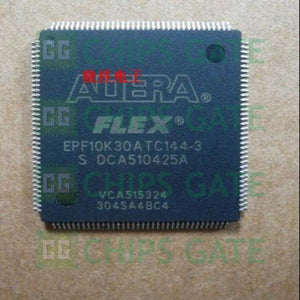 ALTERA®
FLEX®
EPF10K30ATC144-3
S DCA510425A
VCA515324
304SA4BC4
CHIPS GATE
CHIPS GATE
CHIPS GATE
CHIPS GATE